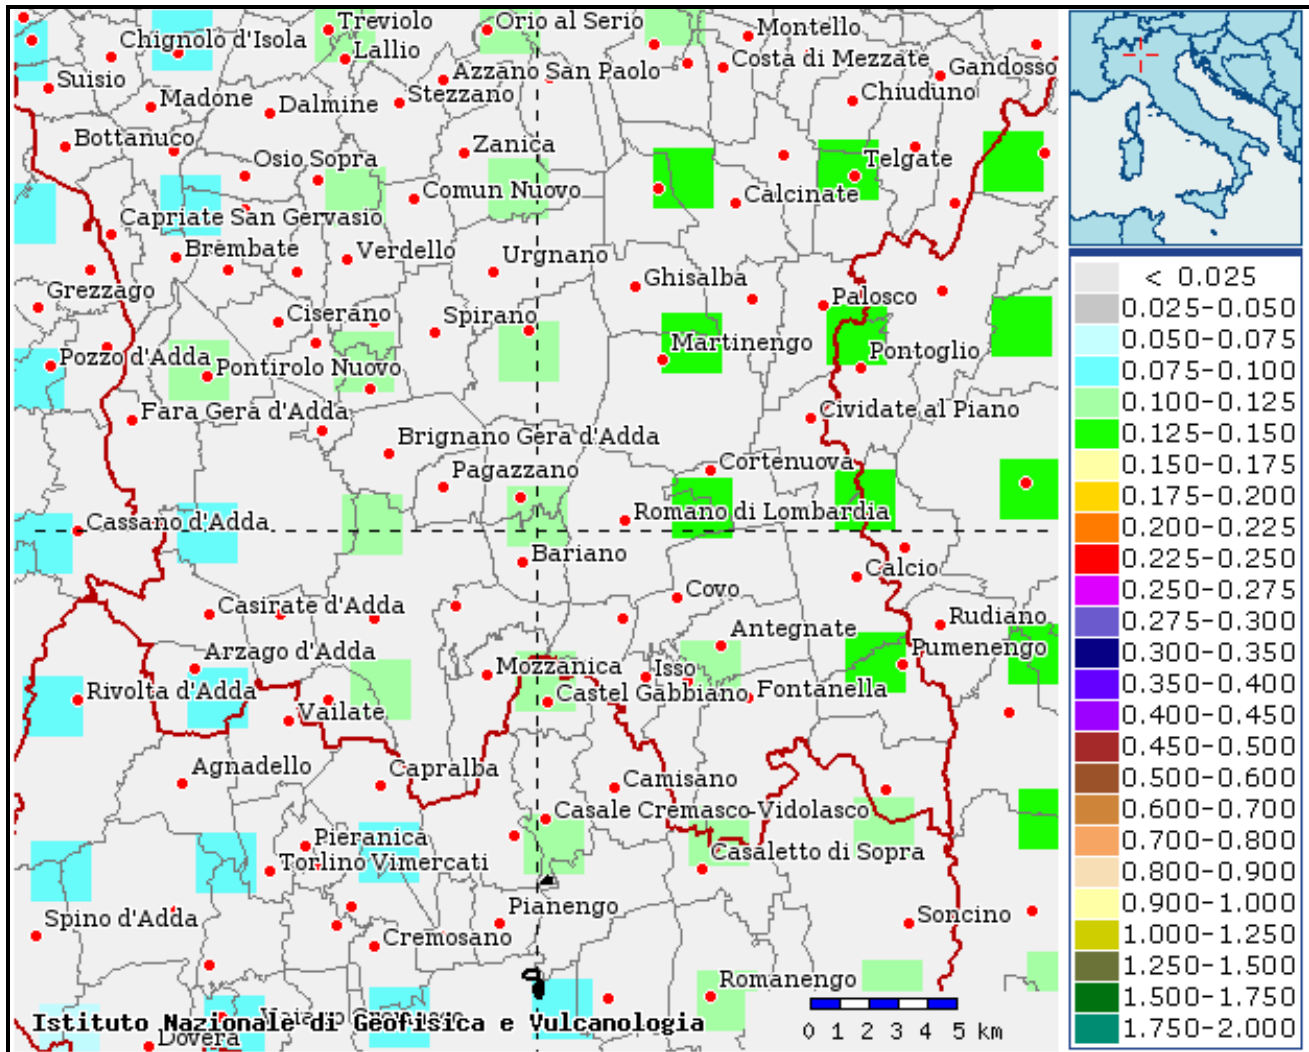 Treviolo
Orio al Serio
Montello
Chignolo d'Isola
Lallio
Costa di Mezzate
Gandosso
Suisio
Azzano San Paolo
Madone
Dalmine
Stezzano
Chiuduno
Bottanuco
Zanica
Osio Sopra
Telgate
Comun Nuovo
Calcinate
Capriate San Gervasio
Brembate
Verdello
Urgnano
Ghisalba
Grezzago
Palosco
Ciserano
Spirano
Martinengo
Pontoglio
Pozzo d'Adda
Pontirolo Nuovo
Fara Gera d'Adda
Cividate al Piano
Brignano Gera d'Adda
Pagazzano
Cortenuova
Cassano d'Adda
Romano di Lombardia
Bariano
Calcio
Covo
Casirate d'Adda
Rudiano
Antegnate
Arzago d'Adda
Pumenengo
Mozzanica
Isso
Rivolta d'Adda
Castel Gabbiano
Fontanella
Vailate
Agnadello
Capralba
Camisano
Casale Cremasco-Vidolasco
Pieranica
Casaletto di Sopra
Torlino Vimercati
Pianengo
Spino d'Adda
Soncino
Cremosano
Romanengo
Istituto Nazionale di Geofisica e Vulcanologia
Dovera
0 1 2 3 4 5 km
< 0.025
0.025-0.050
0.050-0.075
0.075-0.100
0.100-0.125
0.125-0.150
0.150-0.175
0.175-0.200
0.200-0.225
0.225-0.250
0.250-0.275
0.275-0.300
0.300-0.350
0.350-0.400
0.400-0.450
0.450-0.500
0.500-0.600
0.600-0.700
0.700-0.800
0.800-0.900
0.900-1.000
1.000-1.250
1.250-1.500
1.500-1.750
1.750-2.000